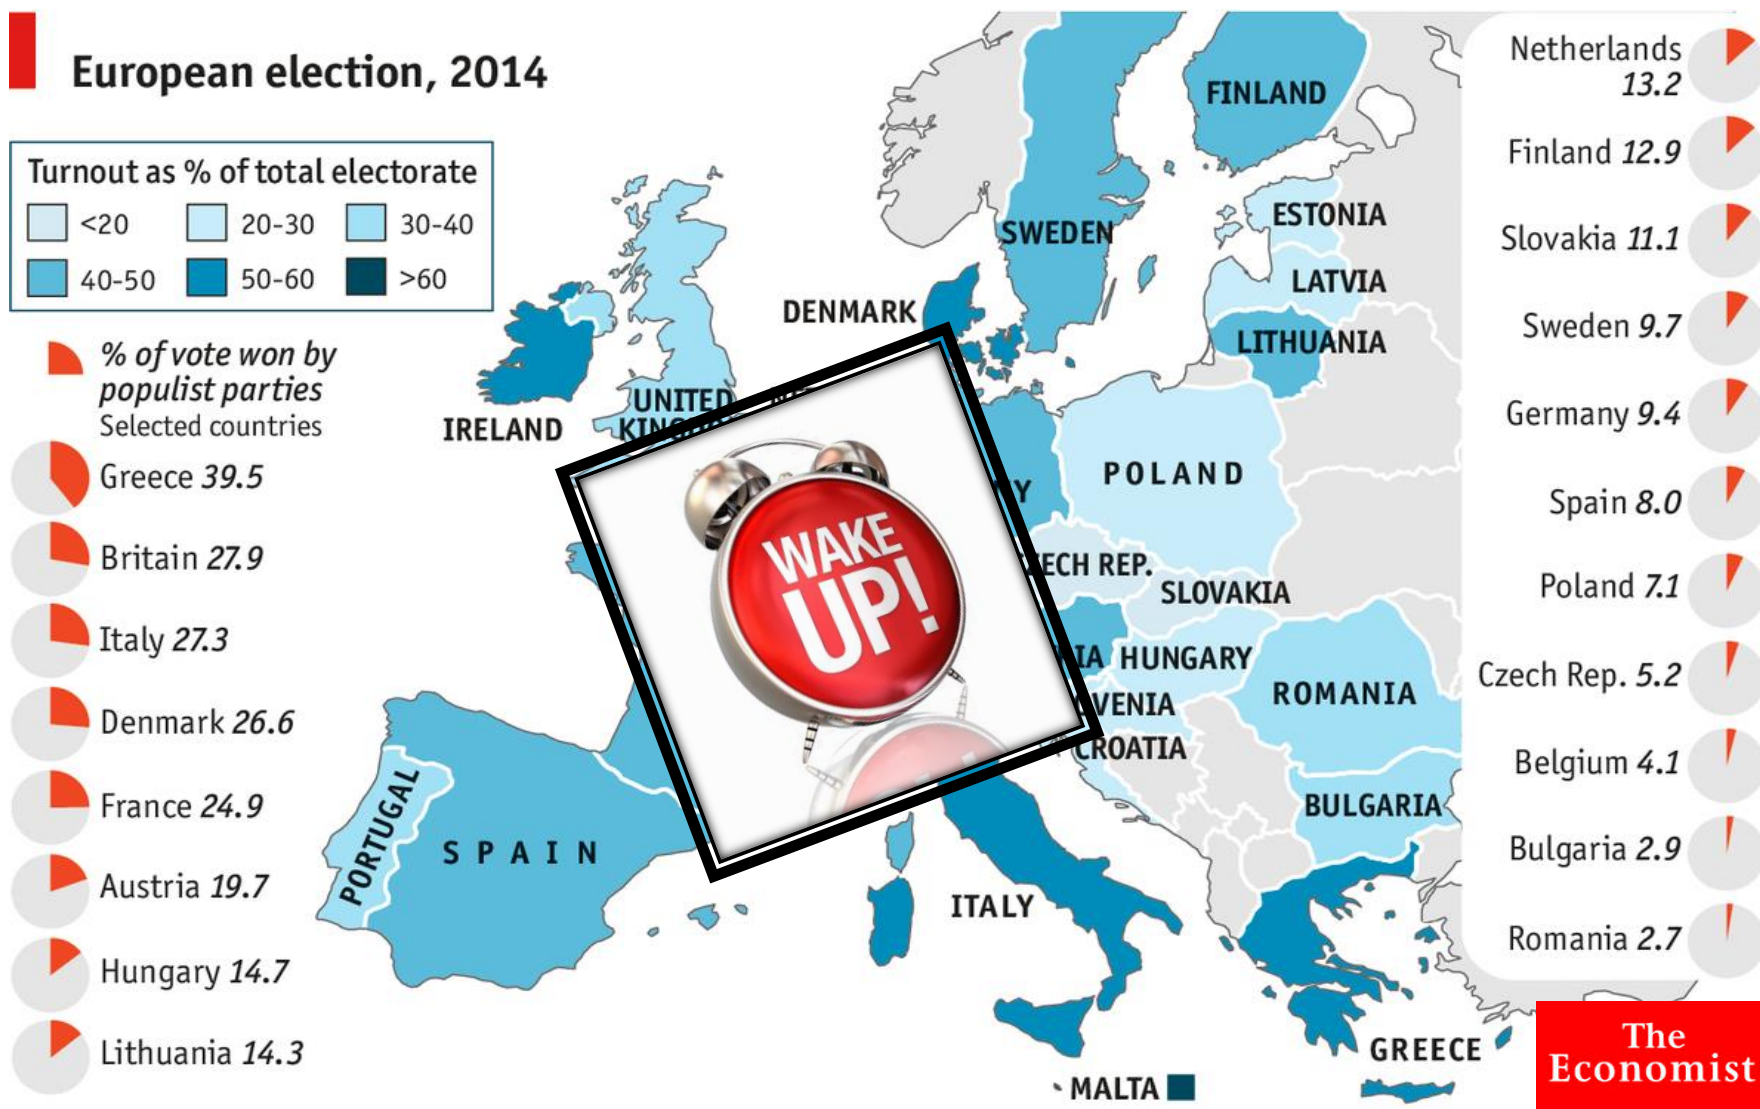 European election, 2014
Turnout as % of total electorate
<20
20-30
30-40
40-50
50-60
>60
% of vote won by
populist parties
Selected countries
Greece 39.5
Britain 27.9
Italy 27.3
Denmark 26.6
France 24.9
Austria 19.7
Hungary 14.7
Lithuania 14.3
FINLAND
SWEDEN
ESTONIA
LATVIA
LITHUANIA
DENMARK
IRELAND
UNITED
POLAND
WAKE
UP!
ECH REP.
SLOVAKIA
HUNGARY
ROMANIA
VENIA
CROATIA
BULGARIA
PORTUGAL
SPAIN
ITALY
GREECE
MALTA
Netherlands
13.2
Finland 12.9
Slovakia 11.1
Sweden 9.7
Germany 9.4
Spain 8.0
Poland 7.1
Czech Rep. 5.2
Belgium 4.1
Bulgaria 2.9
Romania 2.7
The
Economist